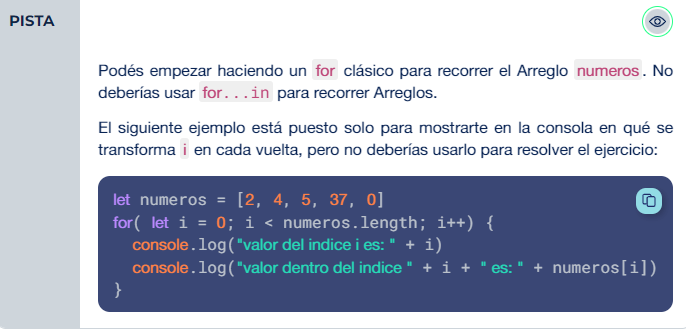 PISTA
Podés empezar haciendo un for clásico para recorrer el Arreglo numeros. No
deberías usar for...in para recorrer Arreglos.
El siguiente ejemplo está puesto solo para mostrarte en la consola en qué se
transforma i en cada vuelta, pero no deberías usarlo para resolver el ejercicio:
let numeros = [2, 4, 5, 37, 0]
for( let i = 0; i < numeros.length; i++) {
  console.log("valor del indice i es: " + i)
  console.log("valor dentro del indice " + i + " es: " + numeros[i])
}